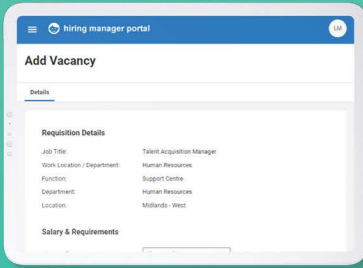 hiring manager portal
LM
Add Vacancy
Details
Requisition Details
Job Title: Talent Acquisition Manager
Work Location / Department: Human Resources
Function: Support Centre
Department: Human Resources
Location: Midlands - West
Salary & Requirements